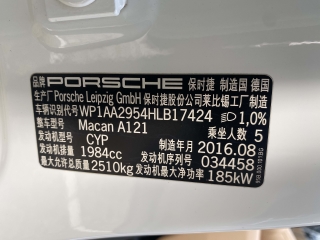 品牌 PORSCHE 保时捷 制造国 德国
生产厂 Porsche Leipzig GmbH 保时捷股份公司莱比锡工厂制造
车辆识别代号 WP1AA2954HLB17424 1,0%
整车型号 Macan A121 乘坐人数 5
发动机型号 CYP 制造年月 2016.08
发动机排量 1984cc 发动机序列号 034458
最大允许总质量 2510kg 发动机最大净功率 185kW